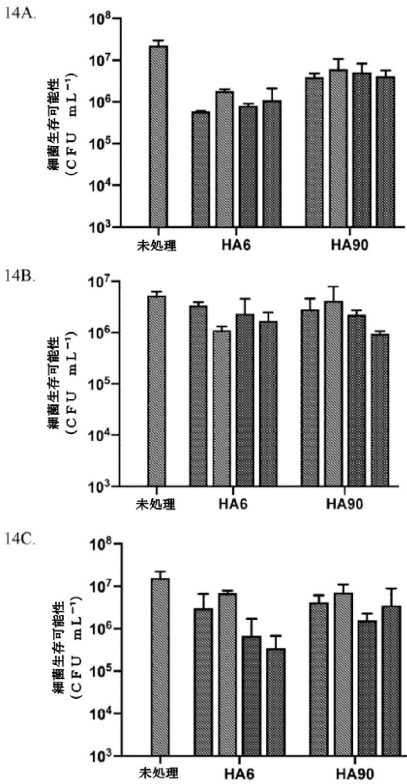 14A.
細菌生存可能性
(CFU mL⁻¹)
10⁸
10⁷
10⁶
10⁵
10⁴
10³
未処理 HA6 HA90
14B.
細菌生存可能性
(CFU mL⁻¹)
10⁷
10⁶
10⁵
10⁴
10³
未処理 HA6 HA90
14C.
細菌生存可能性
(CFU mL⁻¹)
10⁸
10⁷
10⁶
10⁵
10⁴
10³
未処理 HA6 HA90